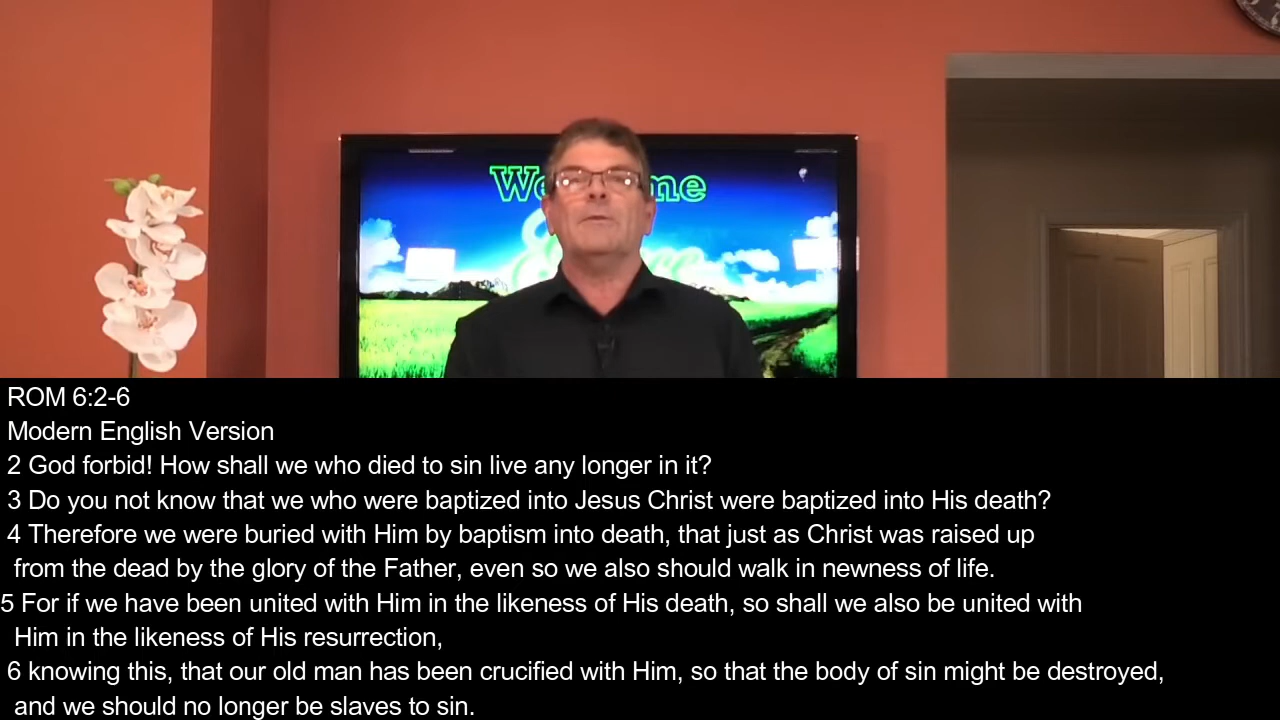 Welcome
ROM 6:2-6
Modern English Version
2 God forbid! How shall we who died to sin live any longer in it?
3 Do you not know that we who were baptized into Jesus Christ were baptized into His death?
4 Therefore we were buried with Him by baptism into death, that just as Christ was raised up
from the dead by the glory of the Father, even so we also should walk in newness of life.
5 For if we have been united with Him in the likeness of His death, so shall we also be united with
Him in the likeness of His resurrection,
6 knowing this, that our old man has been crucified with Him, so that the body of sin might be destroyed,
and we should no longer be slaves to sin.